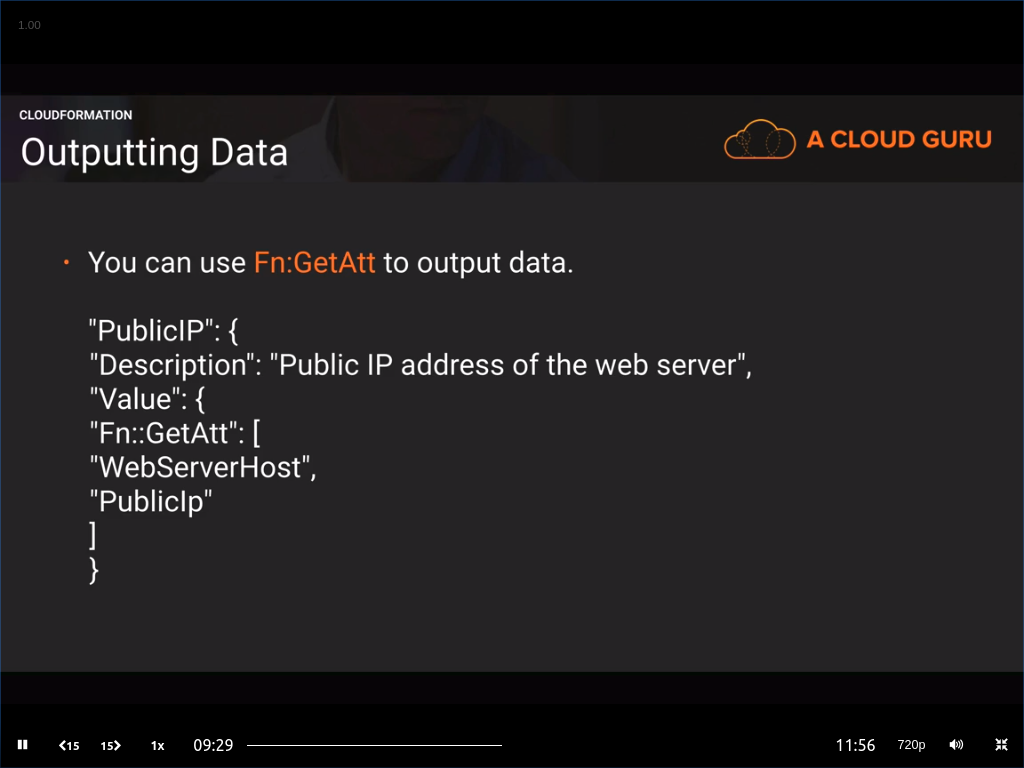 1.00
CLOUDFORMATION
Outputting Data
A CLOUD GURU
• You can use Fn:GetAtt to output data.
"PublicIP": {
"Description": "Public IP address of the web server",
"Value": {
"Fn::GetAtt": [
"WebServerHost",
"PublicIp"
]
}
15 15 1x 09:29 11:56 720p